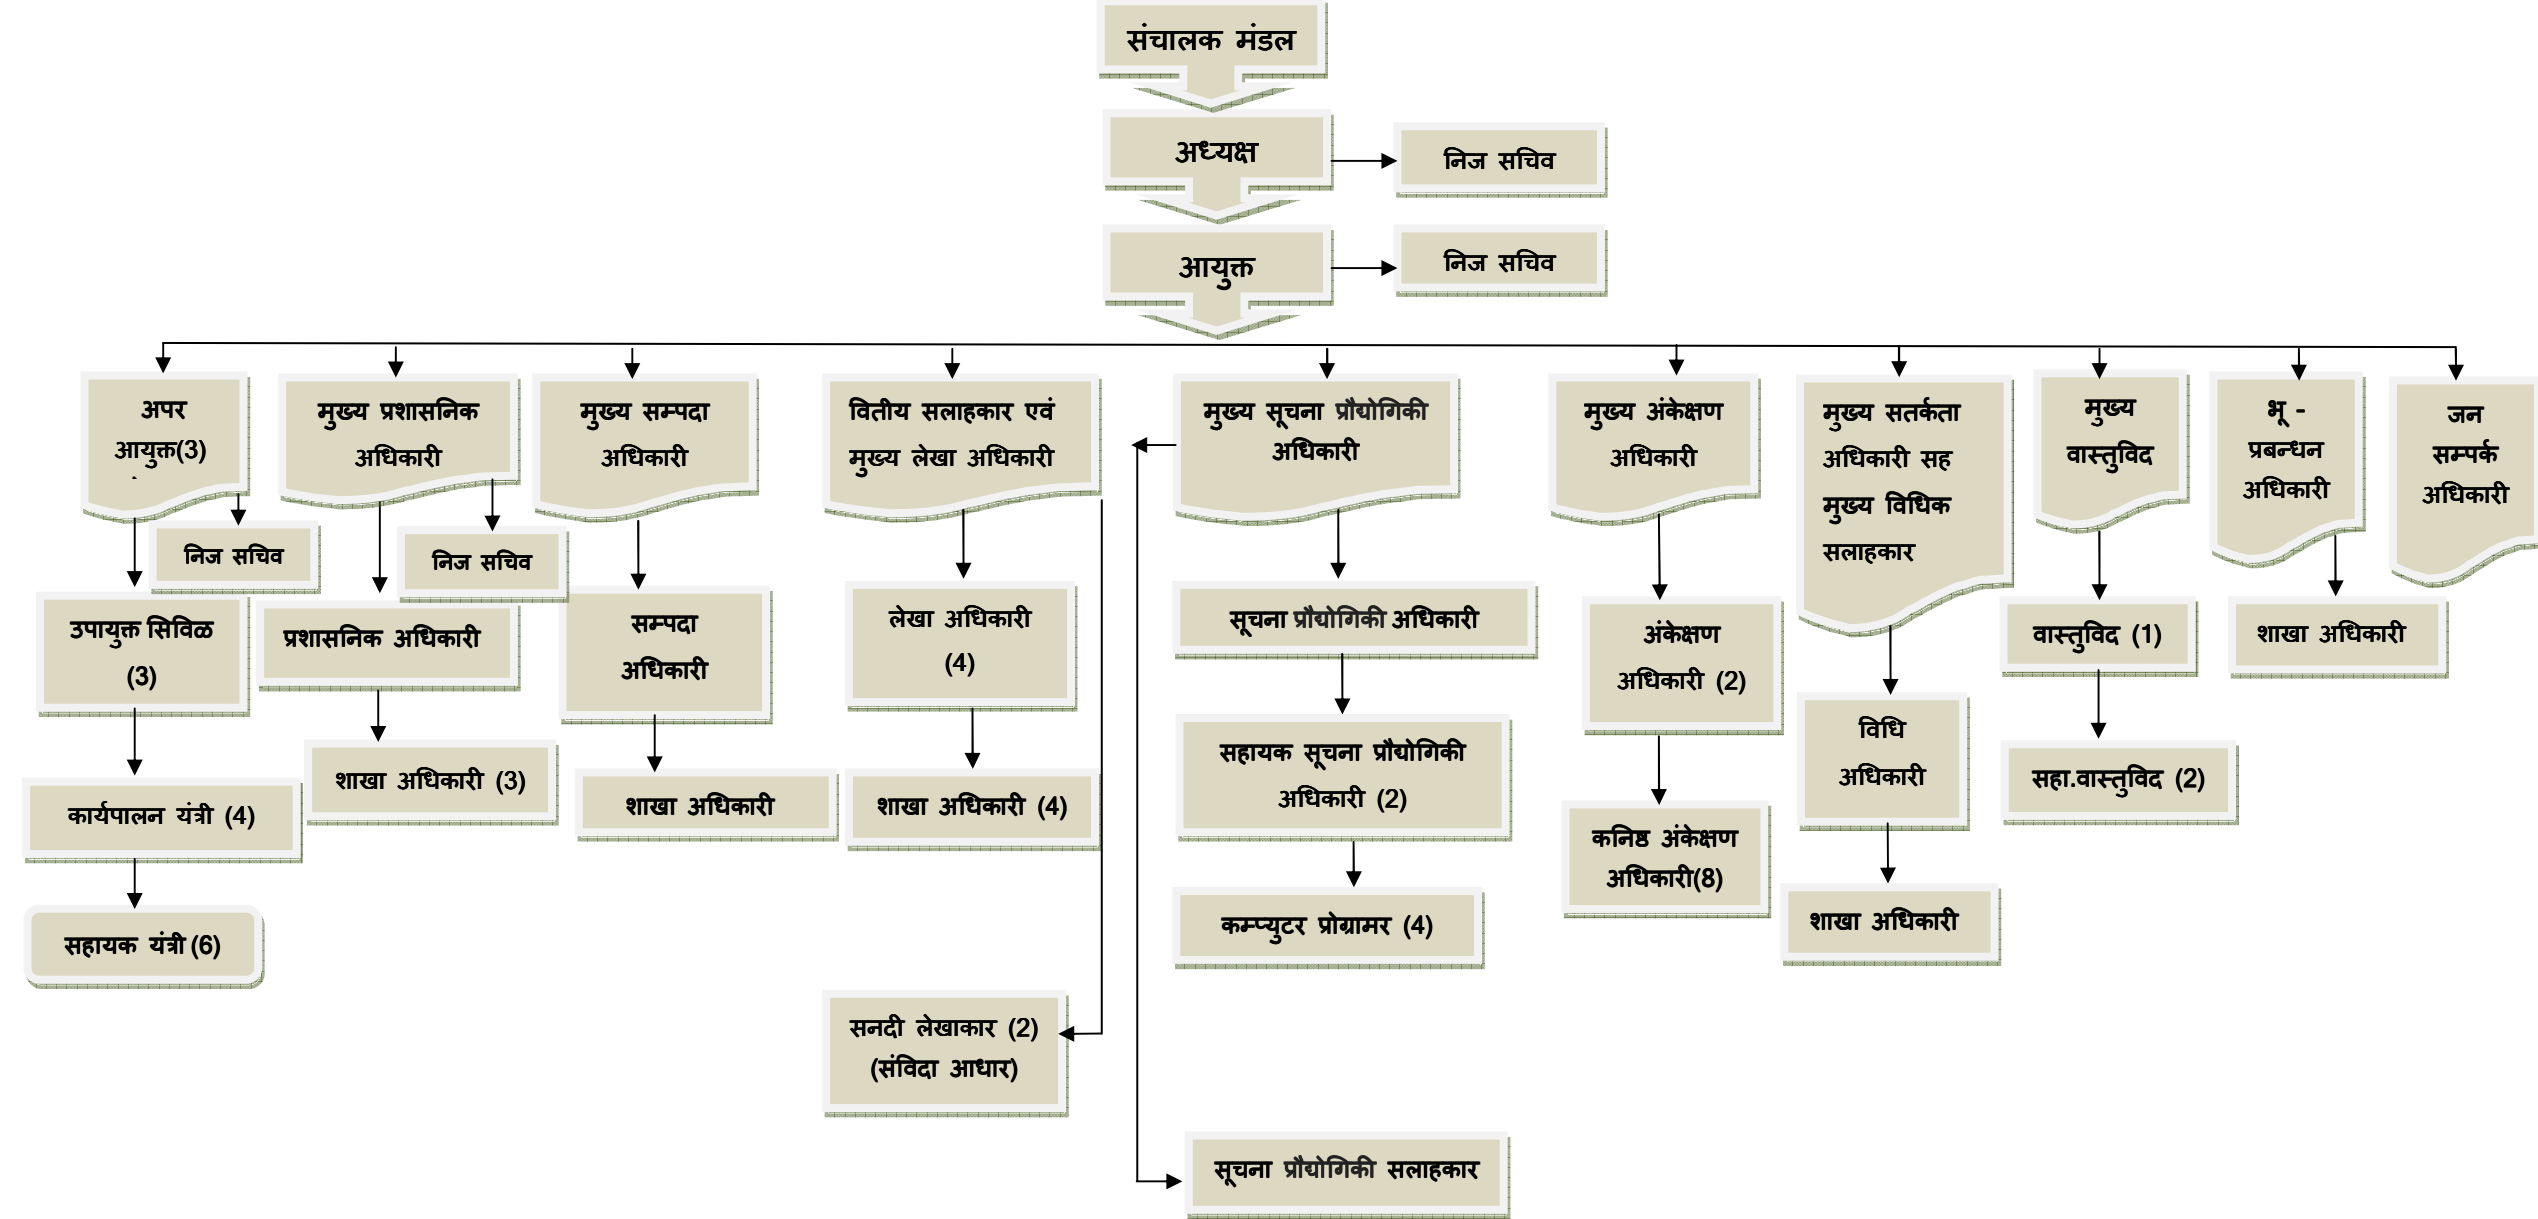 संचालक मंडल
अध्यक्ष
निज सचिव
आयुक्त
निज सचिव
अपर
आयुक्त(3)
मुख्य प्रशासनिक
अधिकारी
मुख्य सम्पदा
अधिकारी
वितीय सलाहकार एवं
मुख्य लेखा अधिकारी
मुख्य सूचना प्रौद्योगिकी
अधिकारी
मुख्य अंकेक्षण
अधिकारी
मुख्य सतर्कता
अधिकारी सह
मुख्य विधिक
सलाहकार
मुख्य
वास्तुविद
भू -
प्रबन्धन
अधिकारी
जन
सम्पर्क
अधिकारी
निज सचिव
निज सचिव
उपायुक्त सिविळ
(3)
प्रशासनिक अधिकारी
सम्पदा
अधिकारी
लेखा अधिकारी
(4)
सूचना प्रौद्योगिकी अधिकारी
अंकेक्षण
अधिकारी (2)
विधि
अधिकारी
वास्तुविद (1)
शाखा अधिकारी
कार्यपालन यंत्री (4)
शाखा अधिकारी (3)
शाखा अधिकारी
शाखा अधिकारी (4)
सहायक सूचना प्रौद्योगिकी
अधिकारी (2)
कनिष्ठ अंकेक्षण
अधिकारी(8)
शाखा अधिकारी
सहा.वास्तुविद (2)
सहायक यंत्री (6)
कम्प्युटर प्रोग्रामर (4)
सनदी लेखाकार (2)
(संविदा आधार)
सूचना प्रौद्योगिकी सलाहकार